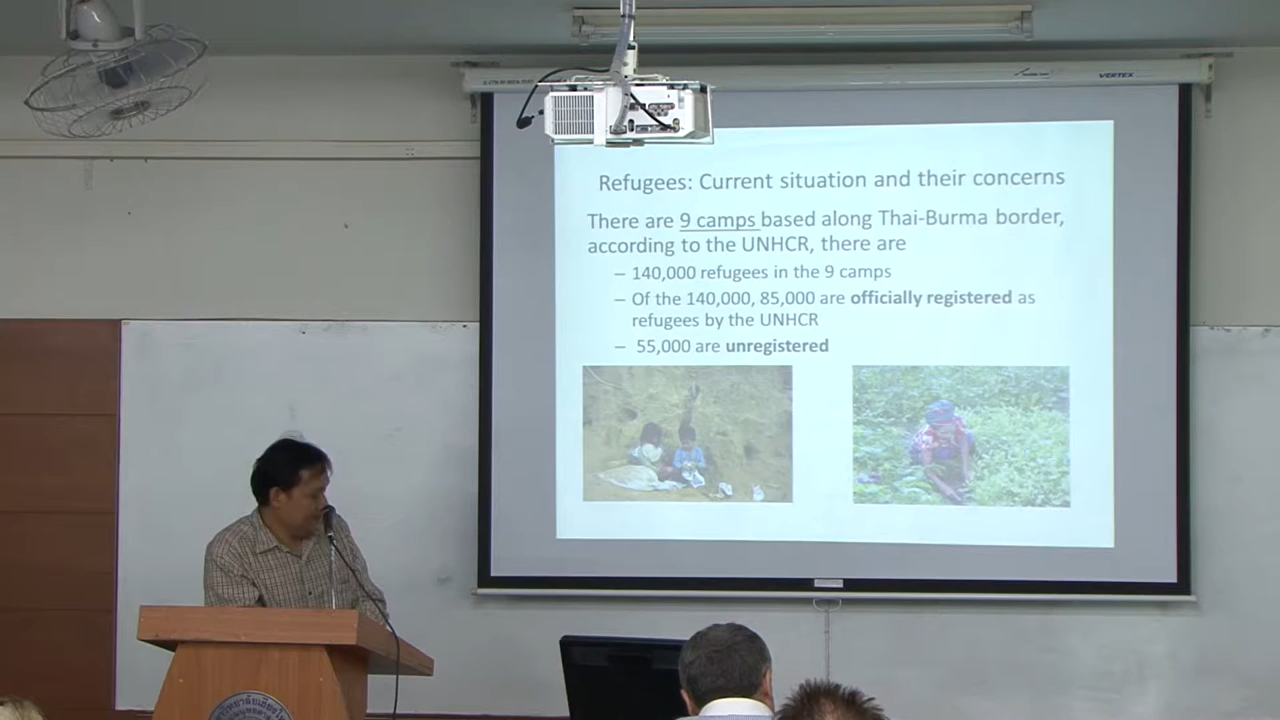 VERTEX
Refugees: Current situation and their concerns
There are 9 camps based along Thai-Burma border,
according to the UNHCR, there are
– 140,000 refugees in the 9 camps
– Of the 140,000, 85,000 are officially registered as
refugees by the UNHCR
– 55,000 are unregistered